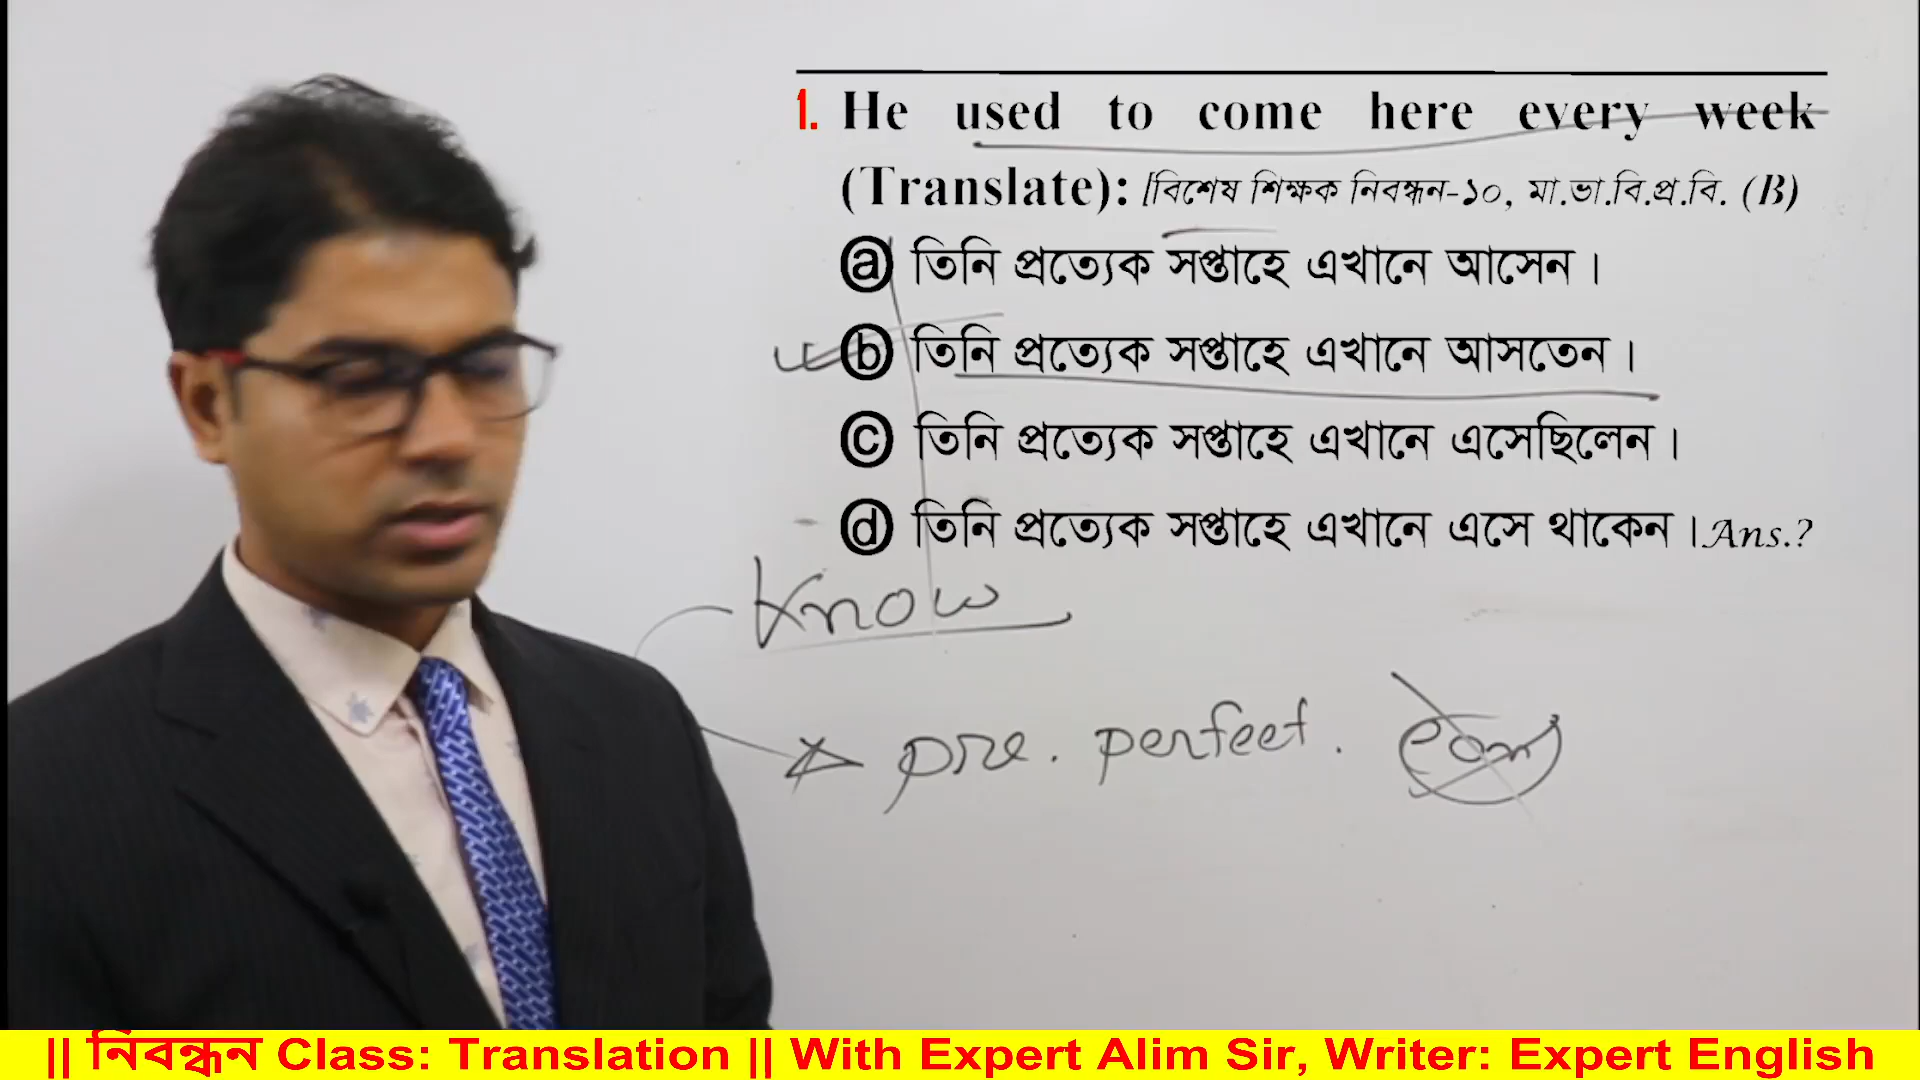 1. He used to come here every week
(Translate): [বিশেষ শিক্ষক নিবন্ধন-১০, মা.ভা.বি.প্র.বি. (B)
ⓐ তিনি প্রত্যেক সপ্তাহে এখানে আসেন।
ⓑ তিনি প্রত্যেক সপ্তাহে এখানে আসতেন।
ⓒ তিনি প্রত্যেক সপ্তাহে এখানে এসেছিলেন।
ⓓ তিনি প্রত্যেক সপ্তাহে এখানে এসে থাকেন। Ans.?
Know
pre. perfect.
|| নিবন্ধন Class: Translation || With Expert Alim Sir, Writer: Expert English